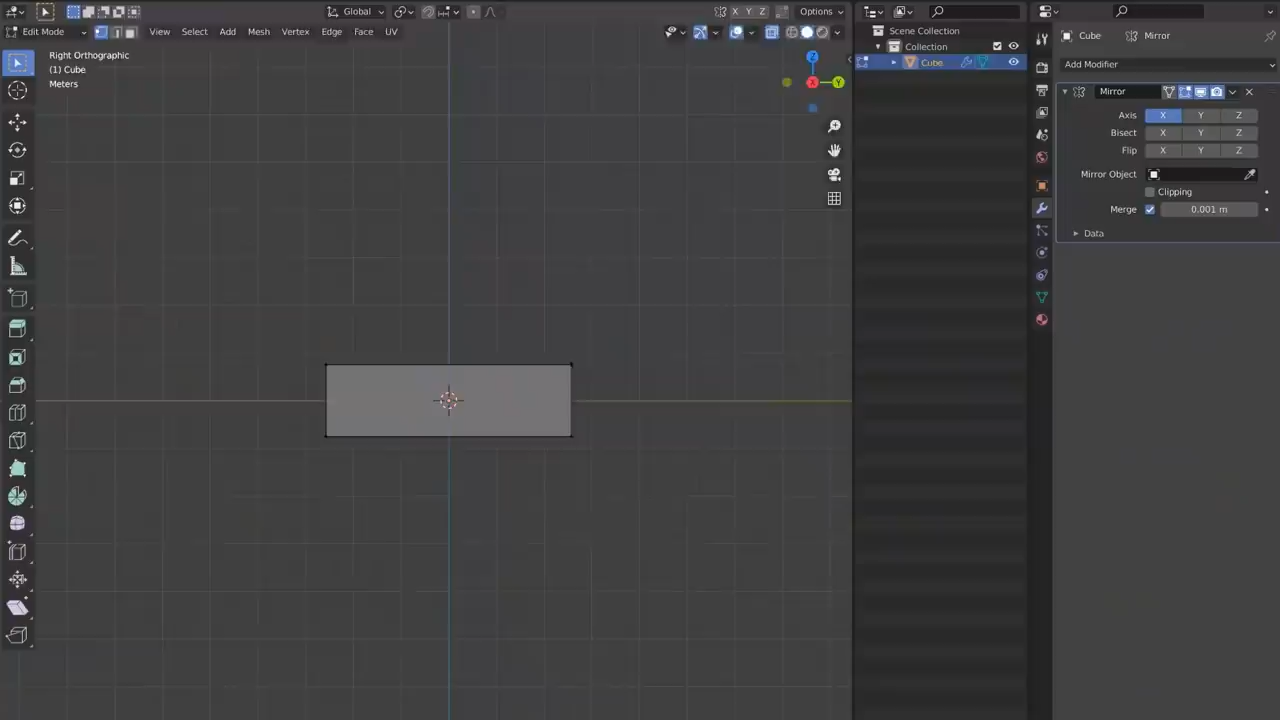 Global
X Y Z
Options
Edit Mode
View
Select
Add
Mesh
Vertex
Edge
Face
UV
Right Orthographic
(1) Cube
Meters
Z
X
Y
Scene Collection
Collection
Cube
Cube
Mirror
Add Modifier
Mirror
Axis
X
Y
Z
Bisect
X
Y
Z
Flip
X
Y
Z
Mirror Object
Clipping
Merge
0.001 m
Data